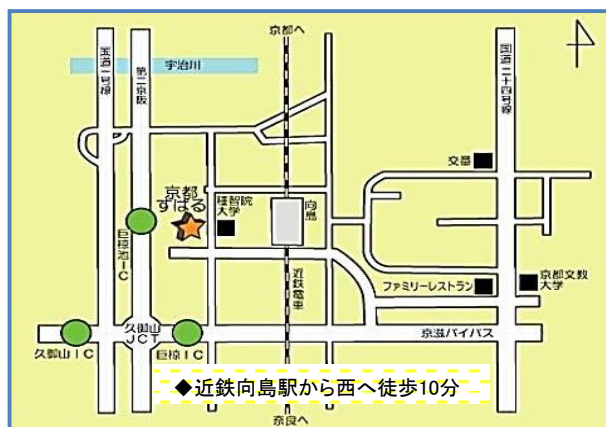 京都へ
国道一号線
第二京阪
宇治川
国道二十四号線
交番
京都
すばる
種智院
大学
向島
巨椋池IC
近鉄電車
ファミリーレストラン
京都文教
大学
久御山
JCT
京滋バイパス
久御山IC
巨椋IC
◆近鉄向島駅から西へ徒歩10分
奈良へ